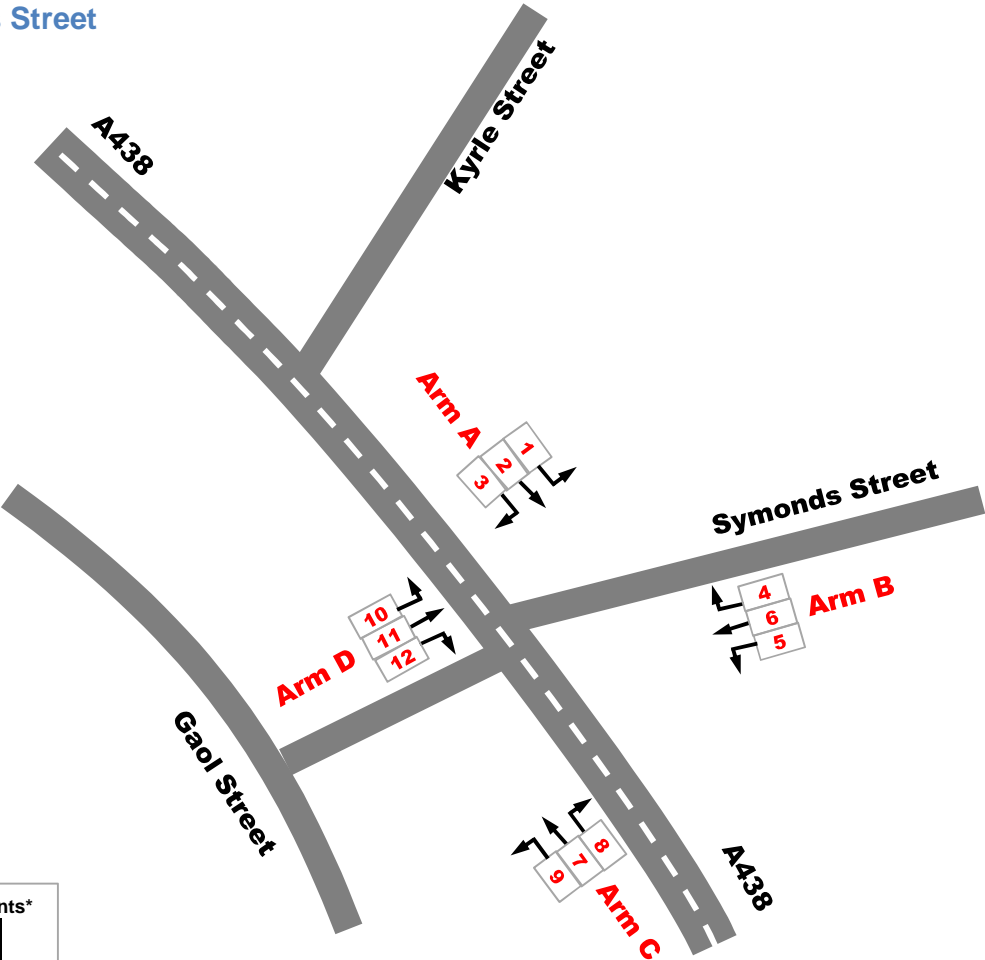 Street
A438
Kyrle Street
Arm A
1
2
3
Symonds Street
4
6
5
Arm B
10
11
12
Arm D
Gaol Street
8
7
9
Arm C
A438
nts*